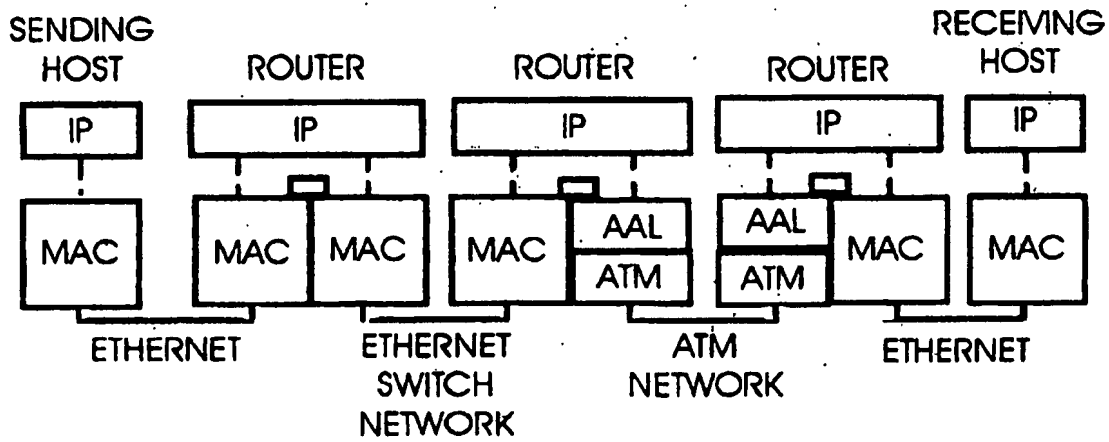 SENDING
HOST
ROUTER
ROUTER
ROUTER
RECEIVING
HOST
IP
IP
IP
IP
IP
MAC
MAC
MAC
MAC
AAL
ATM
AAL
ATM
MAC
MAC
ETHERNET
ETHERNET
SWITCH
NETWORK
ATM
NETWORK
ETHERNET